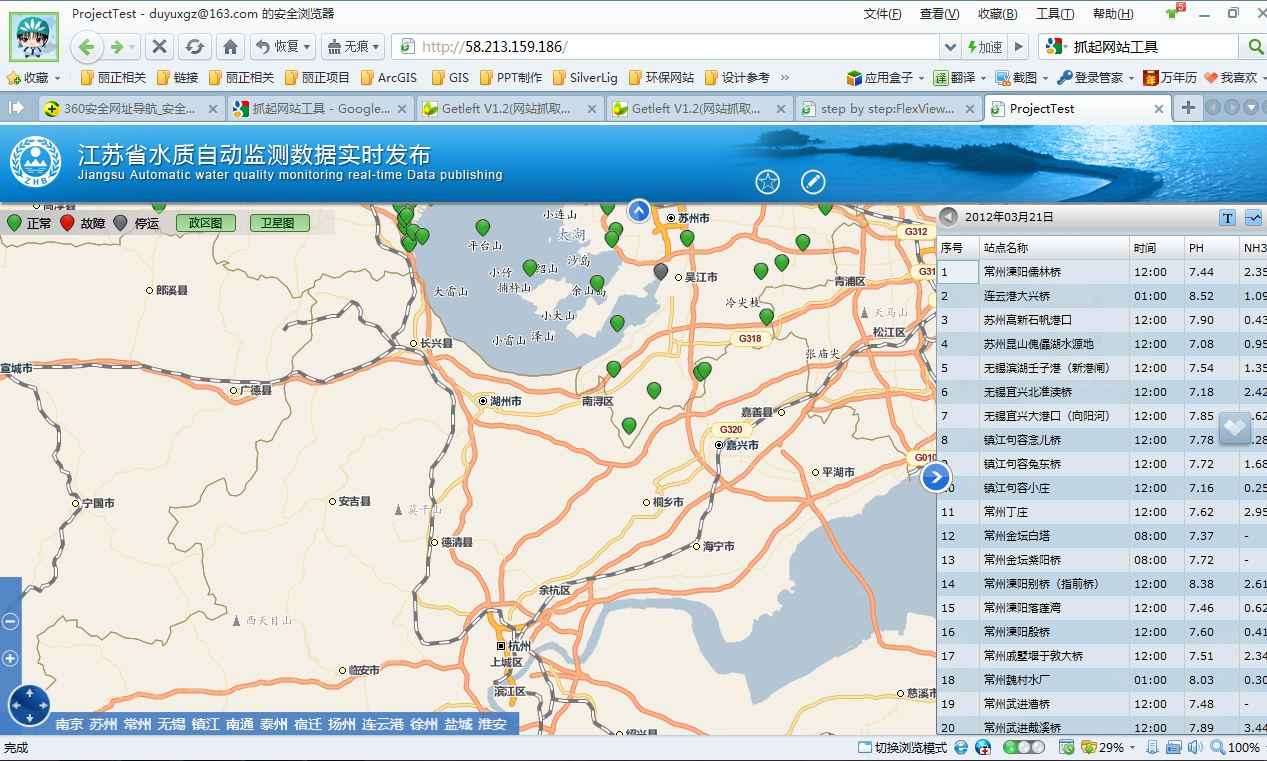 ProjectTest - duyuxgz@163.com 的安全浏览器
文件(F) 查看(V) 收藏(B) 工具(T) 帮助(H) 5
恢复 无痕 http://58.213.159.186/ 加速 抓起网站工具
收藏 丽正相关 链接 丽正相关 丽正项目 ArcGIS GIS PPT制作 SilverLig 环保网站 设计参考 » 应用盒子 翻译 截图 登录管家 万年历 我喜欢
360安全网址导航_安全... 抓起网站工具 - Google... Getleft V1.2(网站抓取... Getleft V1.2(网站抓取... step by step:FlexView... ProjectTest
江苏省水质自动监测数据实时发布
Jiangsu Automatic water quality monitoring real-time Data publishing
ZHB
正常 故障 停运 政区图 卫星图
小连山
太湖
苏州市
G312
平台山
小竹
沙岛
吴江市
青浦区
大雷山
冷尖枝
郎溪县
小大山
天马山
松江区
小雷山
泽山
G318
长兴县
张庙尖
宣城市
广德县
湖州市
南浔区
嘉善县
G320
嘉兴市
G010
平湖市
宁国市
安吉县
莫干山
桐乡市
德清县
海宁市
余杭区
西天目山
杭州
上城区
临安市
滨江区
慈溪市
绍兴县
南京 苏州 常州 无锡 镇江 南通 泰州 宿迁 扬州 连云港 徐州 盐城 淮安
2012年03月21日 T
序号 站点名称 时间 PH NH3
1 常州溧阳儒林桥 12:00 7.44 2.35
2 连云港大兴桥 01:00 8.52 1.09
3 苏州高新石帆港口 12:00 7.90 0.43
4 苏州昆山傀儡湖水源地 12:00 7.08 0.95
5 无锡滆湖壬子港（新港闸） 12:00 7.54 1.35
6 无锡宜兴北淮渎桥 12:00 7.18 2.42
7 无锡宜兴大港口（向阳河） 12:00 7.85 .62
8 镇江句容念儿桥 12:00 7.78 .28
9 镇江句容兔东桥 12:00 7.72 1.68
10 镇江句容小庄 12:00 7.16 0.25
11 常州丁庄 12:00 7.62 2.95
12 常州金坛白塔 08:00 7.37 -
13 常州金坛紫阳桥 08:00 7.72 -
14 常州溧阳别桥（指前桥） 12:00 8.38 2.61
15 常州溧阳落蓬湾 12:00 7.46 0.62
16 常州溧阳殷桥 12:00 7.60 0.41
17 常州戚墅堰于敦大桥 12:00 7.51 2.34
18 常州魏村水厂 01:00 8.03 0.30
19 常州武进漕桥 12:00 7.48 -
20 常州武进戴溪桥 12:00 7.89 3.44
完成 切换浏览模式 29% 100%